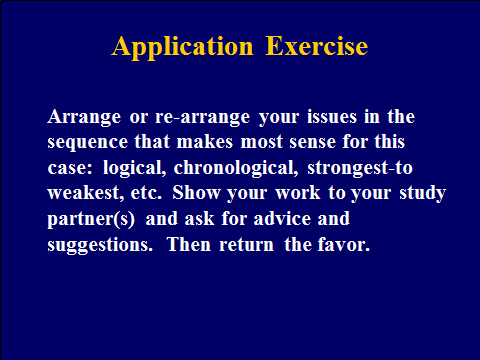 Application Exercise
Arrange or re-arrange your issues in the
sequence that makes most sense for this
case: logical, chronological, strongest-to
weakest, etc. Show your work to your study
partner(s) and ask for advice and
suggestions. Then return the favor.